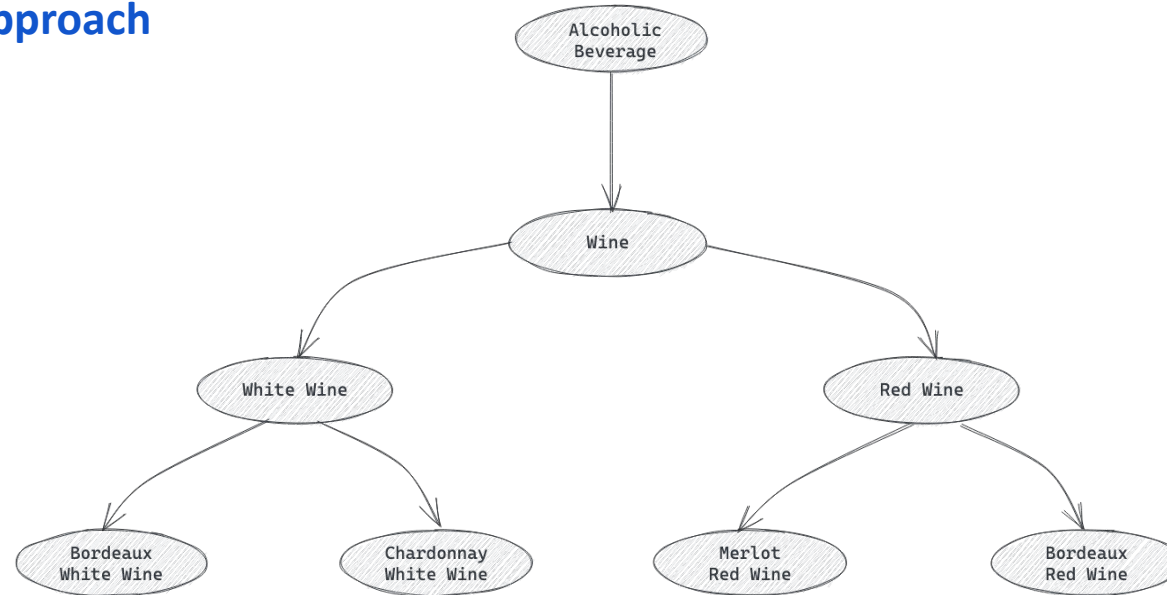 pproach
Alcoholic
Beverage
Wine
White Wine
Red Wine
Bordeaux
White Wine
Chardonnay
White Wine
Merlot
Red Wine
Bordeaux
Red Wine